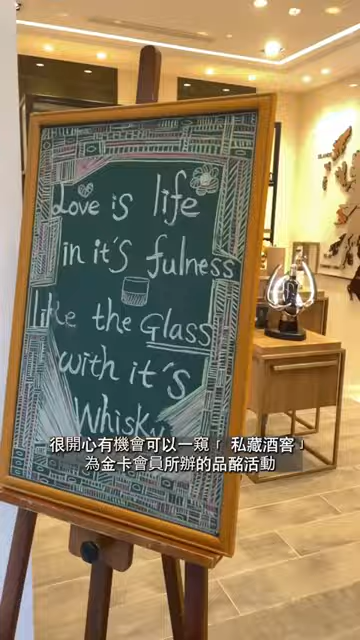 Love is life
in it's fulness
like the Glass
with it's
Whisky
很開心有機會可以一窺「 私藏酒窖」
為金卡會員所辦的品酩活動